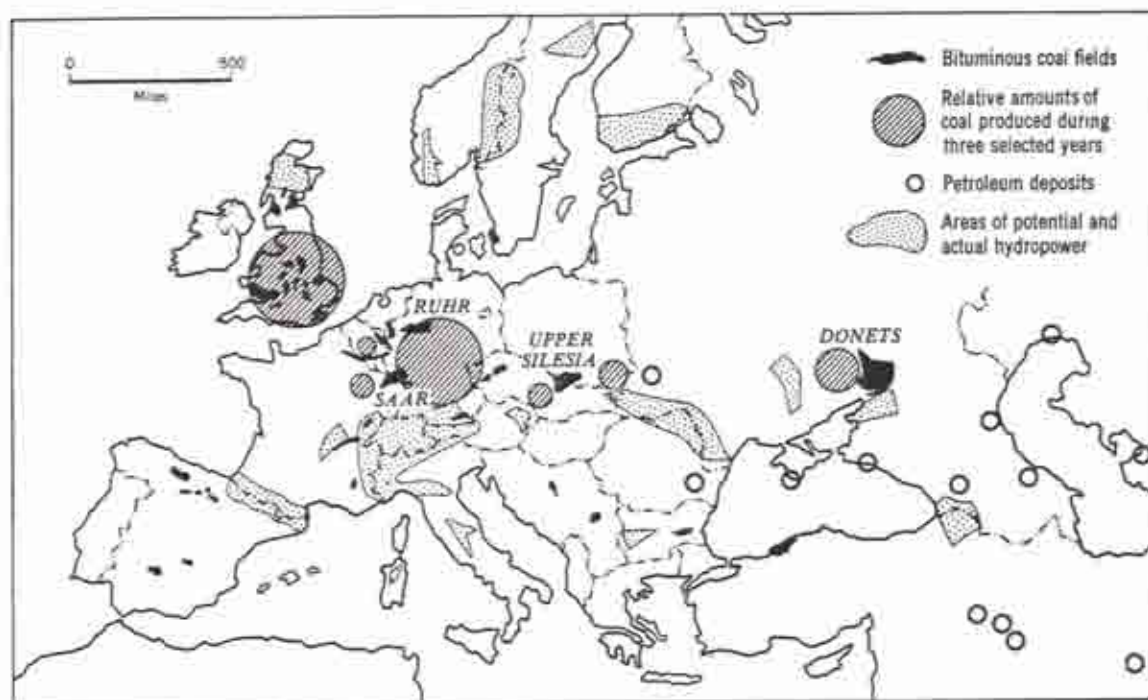 0 500
Miles
Bituminous coal fields
Relative amounts of
coal produced during
three selected years
Petroleum deposits
Areas of potential and
actual hydropower
RUHR
UPPER
SILESIA
DONETS
SAAR